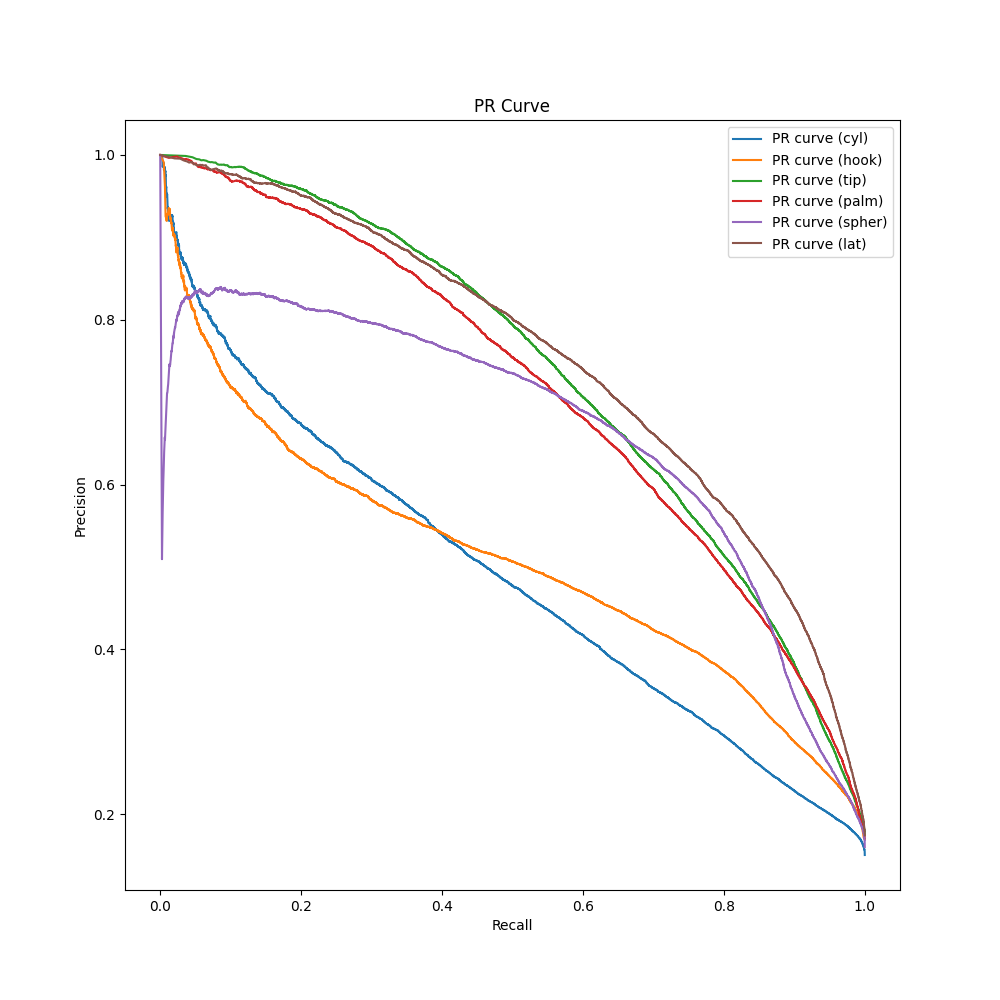 PR Curve
PR curve (cyl)
PR curve (hook)
PR curve (tip)
PR curve (palm)
PR curve (spher)
PR curve (lat)
1.0
0.8
0.6
0.4
0.2
Precision
0.0 0.2 0.4 0.6 0.8 1.0
Recall